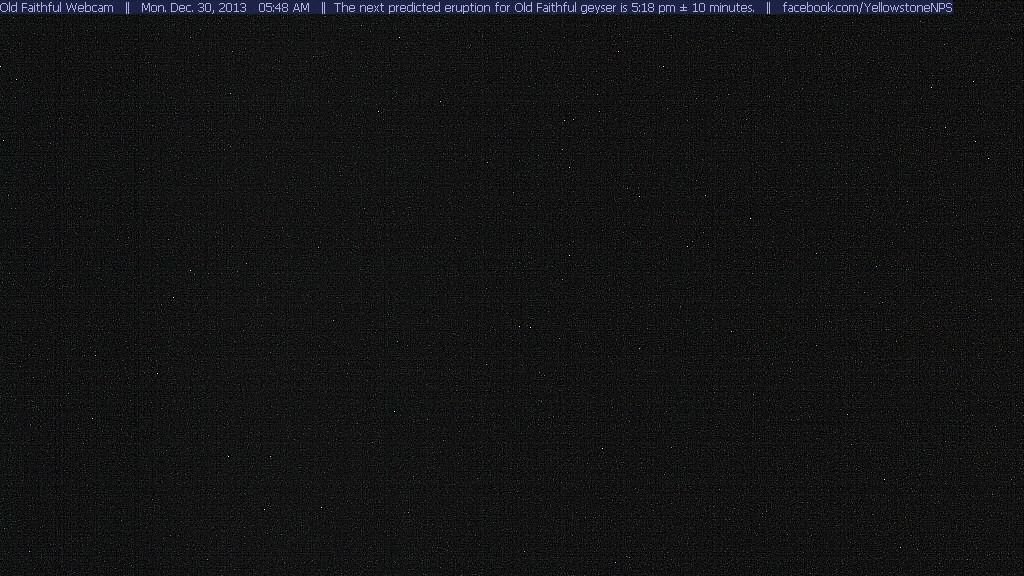 Old Faithful Webcam || Mon. Dec. 30, 2013 05:48 AM || The next predicted eruption for Old Faithful geyser is 5:18 pm ± 10 minutes. || facebook.com/YellowstoneNPS